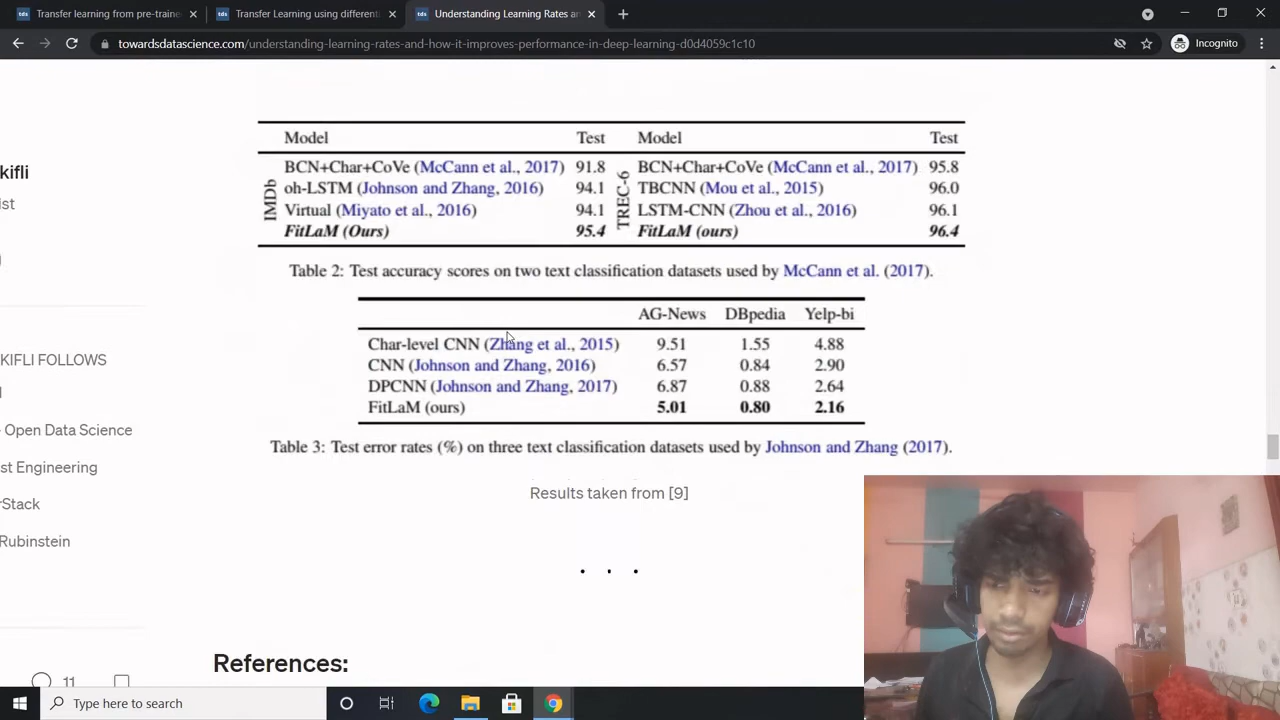 Transfer learning from pre-traine
Transfer Learning using different
Understanding Learning Rates an
towardsdatascience.com/understanding-learning-rates-and-how-it-improves-performance-in-deep-learning-d0d4059c1c10
Incognito
Model Test Model Test
IMDb
BCN+Char+CoVe (McCann et al., 2017) 91.8
oh-LSTM (Johnson and Zhang, 2016) 94.1
Virtual (Miyato et al., 2016) 94.1
FitLaM (Ours) 95.4
TREC-6
BCN+Char+CoVe (McCann et al., 2017) 95.8
TBCNN (Mou et al., 2015) 96.0
LSTM-CNN (Zhou et al., 2016) 96.1
FitLaM (ours) 96.4
Table 2: Test accuracy scores on two text classification datasets used by McCann et al. (2017).
AG-News DBpedia Yelp-bi
Char-level CNN (Zhang et al., 2015) 9.51 1.55 4.88
CNN (Johnson and Zhang, 2016) 6.57 0.84 2.90
DPCNN (Johnson and Zhang, 2017) 6.87 0.88 2.64
FitLaM (ours) 5.01 0.80 2.16
Table 3: Test error rates (%) on three text classification datasets used by Johnson and Zhang (2017).
Results taken from [9]
. . .
References:
kifli
ist
KIFLI FOLLOWS
Open Data Science
st Engineering
rStack
Rubinstein
11
Type here to search